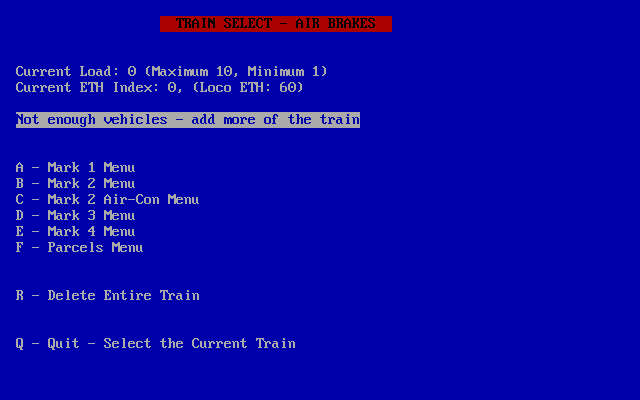 TRAIN SELECT - AIR BRAKES
Current Load: 0 (Maximum 10, Minimum 1)
Current ETH Index: 0, (Loco ETH: 60)
Not enough vehicles - add more of the train
A - Mark 1 Menu
B - Mark 2 Menu
C - Mark 2 Air-Con Menu
D - Mark 3 Menu
E - Mark 4 Menu
F - Parcels Menu
R - Delete Entire Train
Q - Quit - Select the Current Train